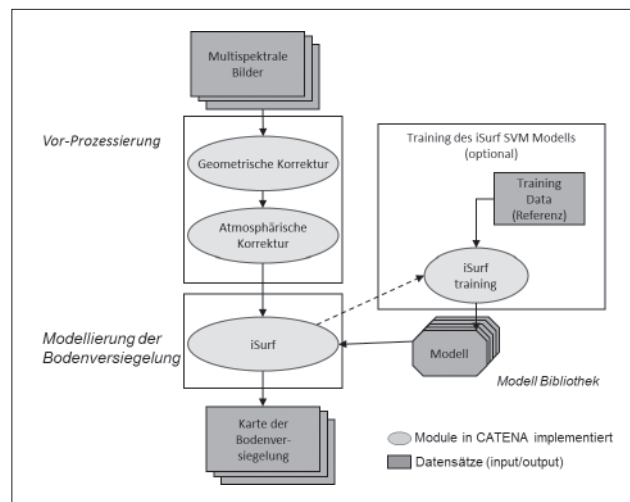 Multispektrale
Bilder
Vor-Prozessierung
Geometrische Korrektur
Atmosphärische
Korrektur
Training des iSurf SVM Modells
(optional)
Training
Data
(Referenz)
iSurf
training
Modellierung der
Bodenversiegelung
iSurf
Modell
Modell Bibliothek
Karte der
Bodenver-
siegelung
Module in CATENA implementiert
Datensätze (input/output)